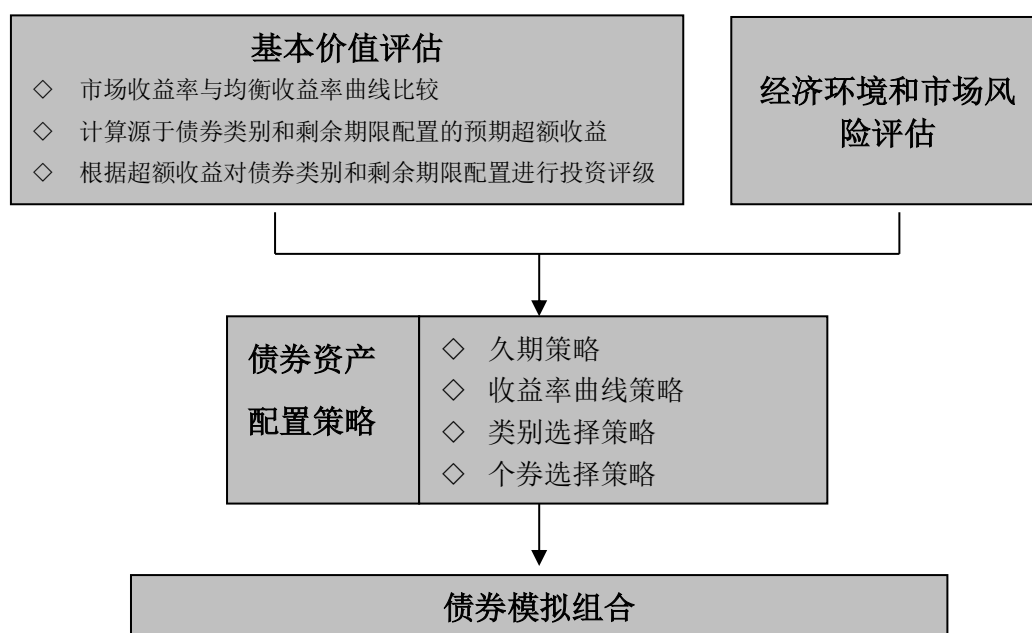 基本价值评估
◇ 市场收益率与均衡收益率曲线比较
◇ 计算源于债券类别和剩余期限配置的预期超额收益
◇ 根据超额收益对债券类别和剩余期限配置进行投资评级
经济环境和市场风
险评估
债券资产
配置策略
◇ 久期策略
◇ 收益率曲线策略
◇ 类别选择策略
◇ 个券选择策略
债券模拟组合